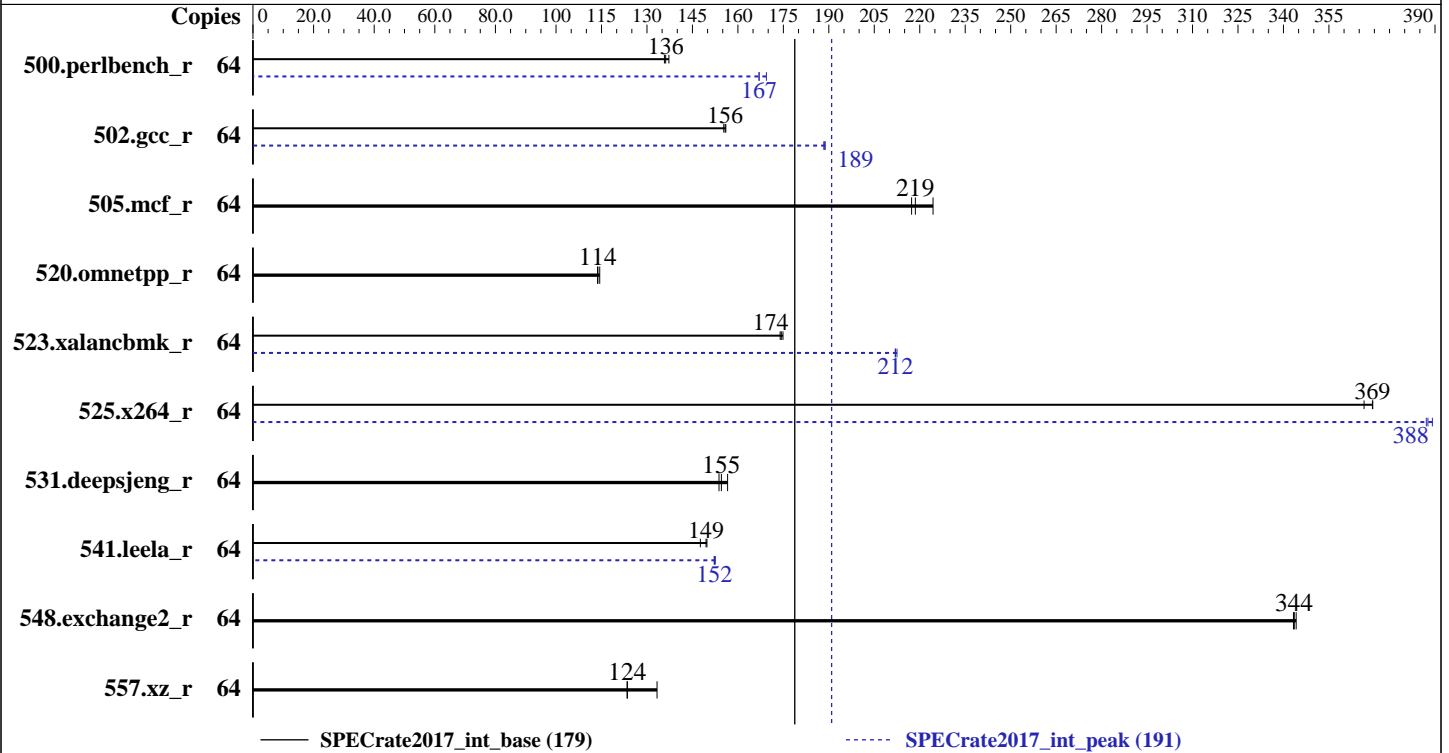 Copies 0 20.0 40.0 60.0 80.0 100 115 130 145 160 175 190 205 220 235 250 265 280 295 310 325 340 355 390
136
500.perlbench_r 64
167
156
502.gcc_r 64
189
219
505.mcf_r 64
114
520.omnetpp_r 64
174
523.xalancbmk_r 64
212
369
525.x264_r 64
388
155
531.deepsjeng_r 64
149
541.leela_r 64
152
344
548.exchange2_r 64
124
557.xz_r 64
SPECrate2017_int_base (179) SPECrate2017_int_peak (191)